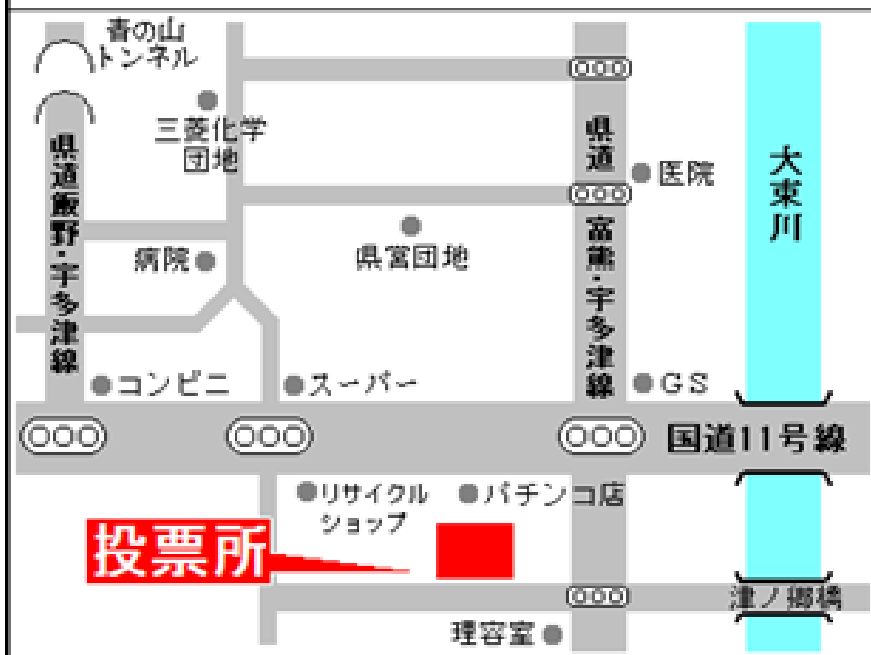 青の山
トンネル
三菱化学
団地
県道飯野・宇多津線
病院
県営団地
県道
富熊・宇多津線
医院
大東川
コンビニ
スーパー
GS
国道11号線
リサイクル
ショップ
パチンコ店
投票所
津ノ郷橋
理容室